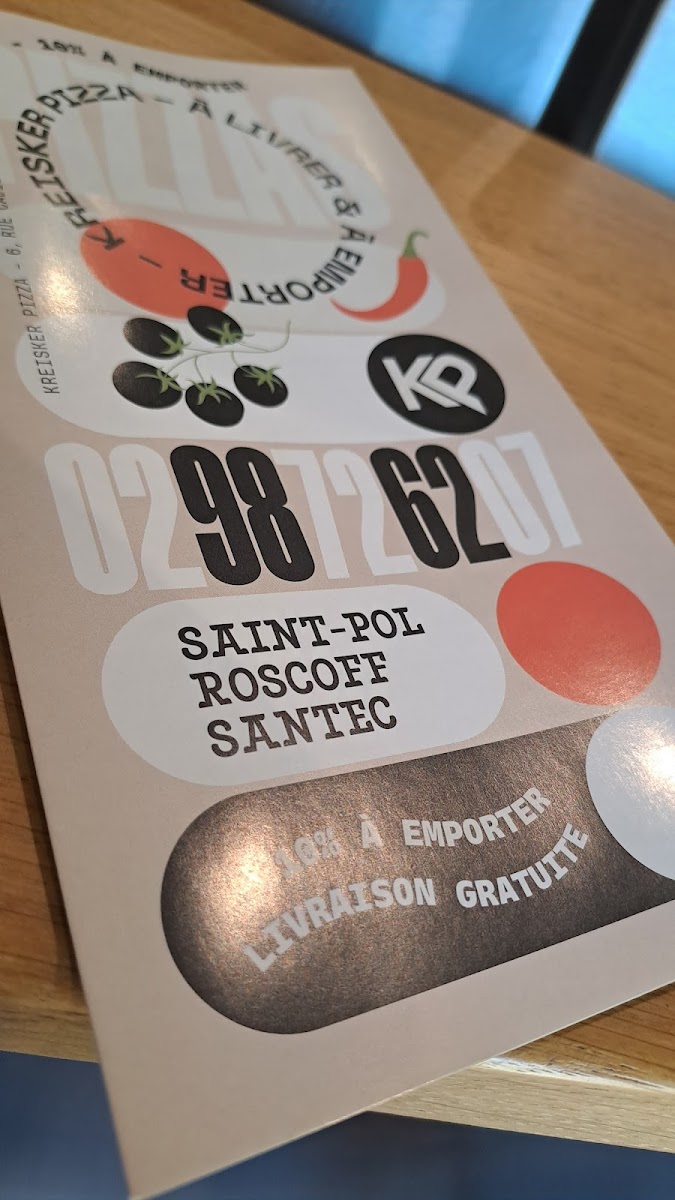 - 10% À EMPORTER
PIZZAS
KREISKER PIZZA - À LIVRER & À EMPORTER -
KREISKER PIZZA - 6, RUE
KP
02 98 72 62 07
SAINT-POL
ROSCOFF
SANTEC
10% À EMPORTER
LIVRAISON GRATUITE